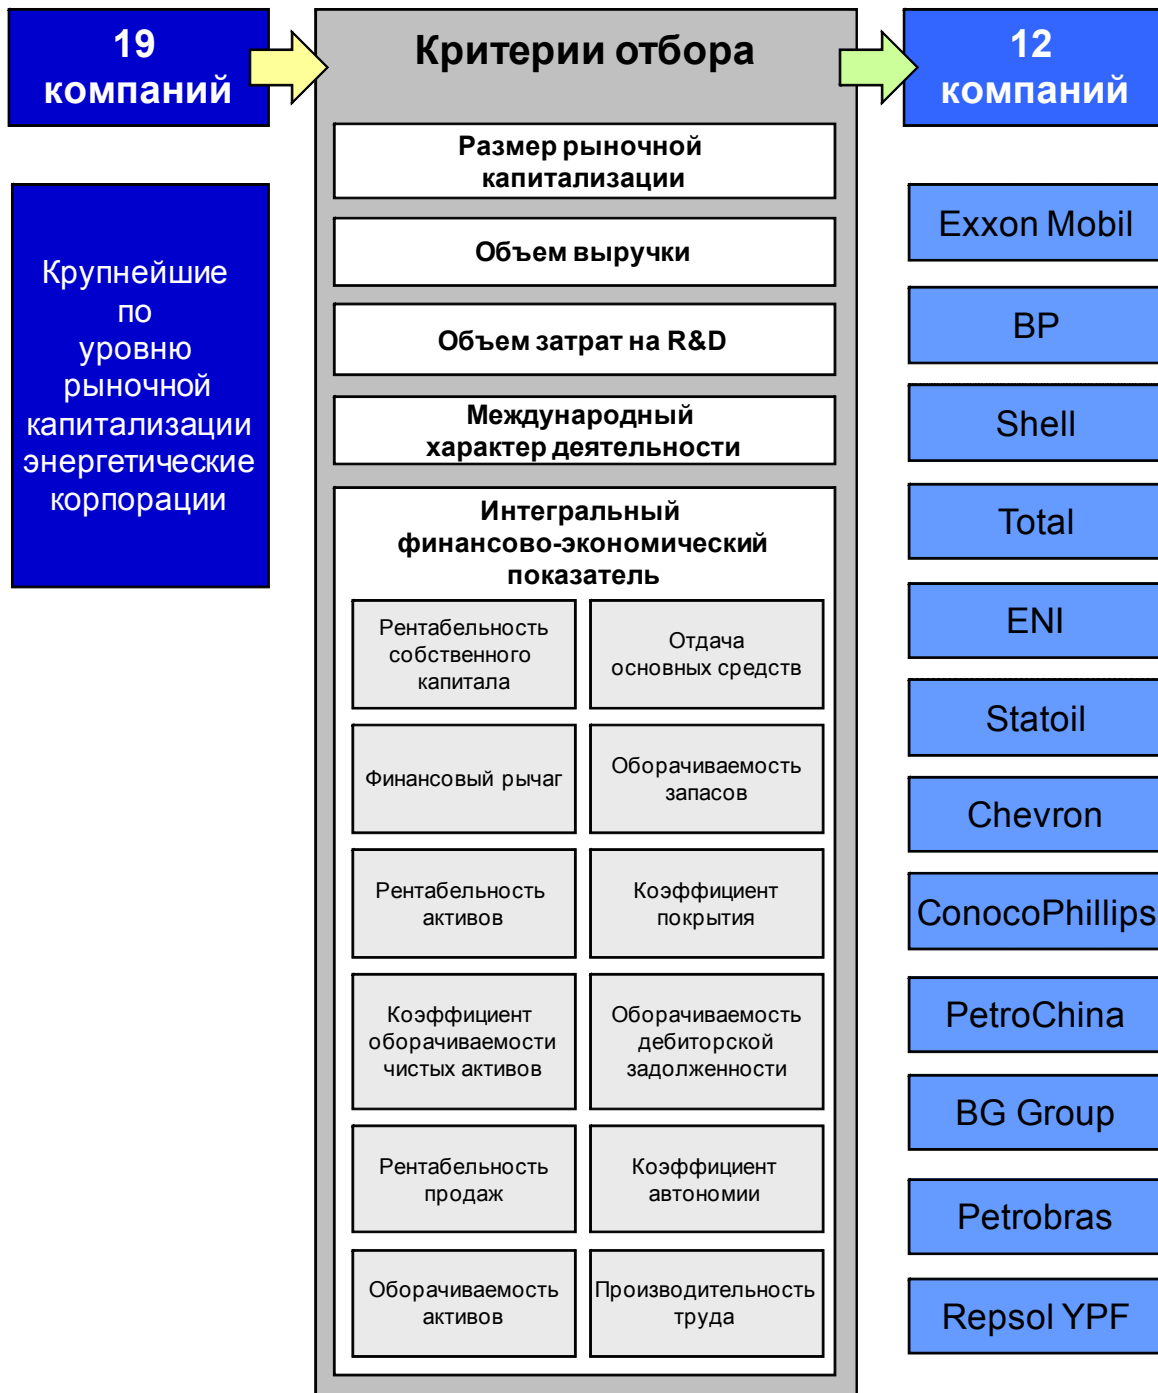 19
компаний
Критерии отбора
12
компаний
Крупнейшие
по
уровню
рыночной
капитализации
энергетические
корпорации
Размер рыночной
капитализации
Объем выручки
Объем затрат на R&D
Международный
характер деятельности
Интегральный
финансово-экономический
показатель
Рентабельность
собственного
капитала
Отдача
основных средств
Финансовый рычаг
Оборачиваемость
запасов
Рентабельность
активов
Коэффициент
покрытия
Коэффициент
оборачиваемости
чистых активов
Оборачиваемость
дебиторской
задолженности
Рентабельность
продаж
Коэффициент
автономии
Оборачиваемость
активов
Производительность
труда
Exxon Mobil
BP
Shell
Total
ENI
Statoil
Chevron
ConocoPhillips
PetroChina
BG Group
Petrobras
Repsol YPF